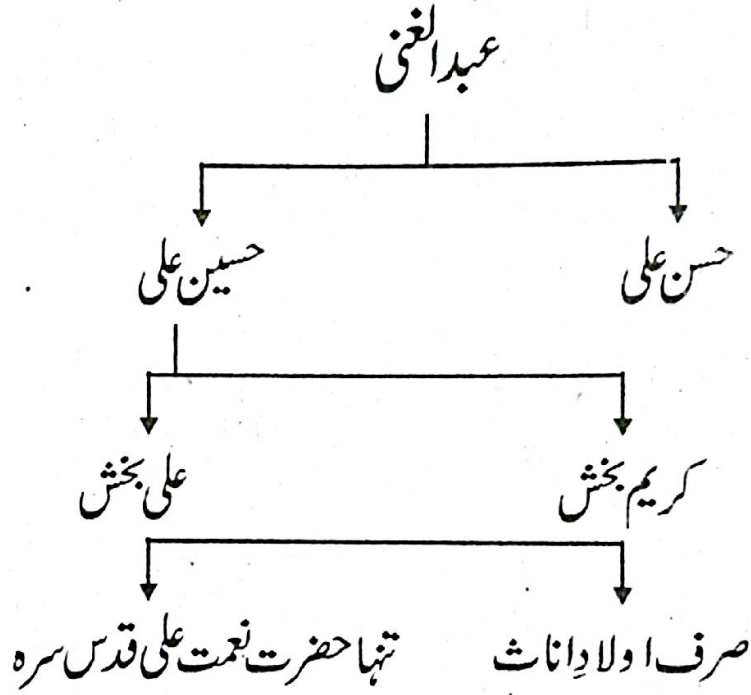 عبدالغنی
حسن علی حسین علی
کریم بخش علی بخش
صرف اولادِ اناث تنہا حضرت نعمت علی قدس سرہ